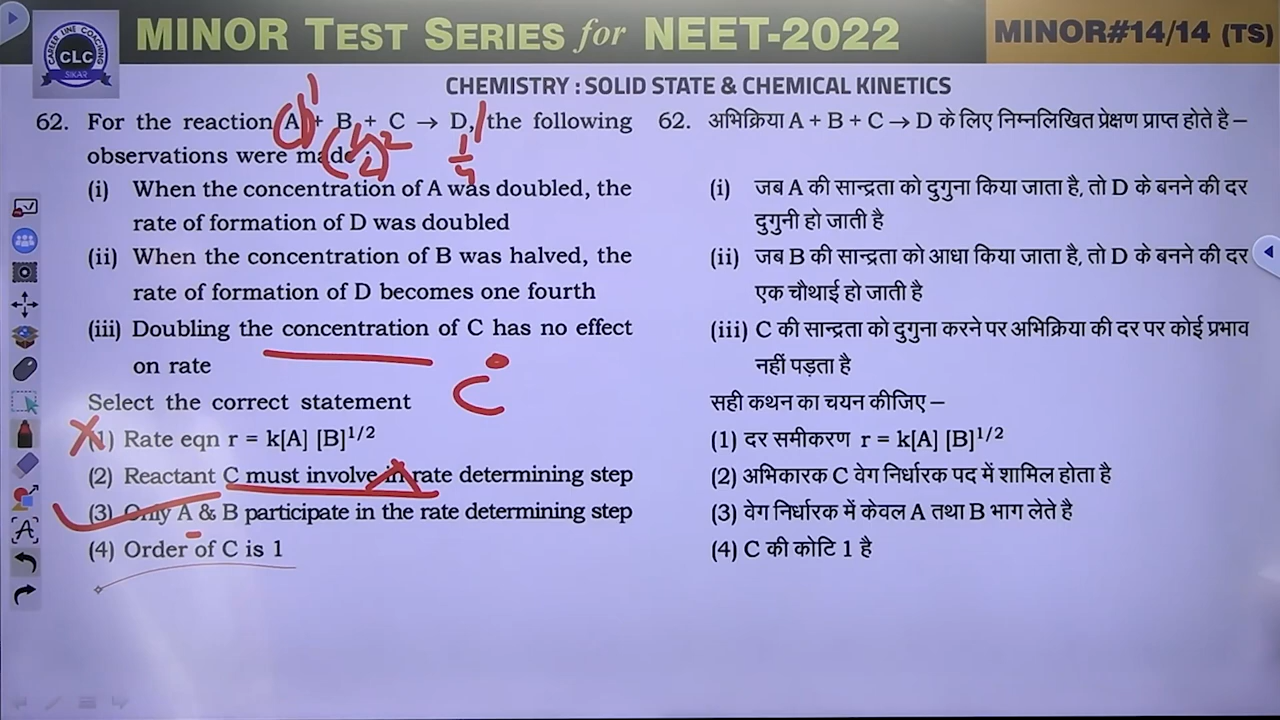 CAREER LINE COACHING
CLC
SIKAR
MINOR TEST SERIES for NEET-2022
MINOR#14/14 (TS)
CHEMISTRY : SOLID STATE & CHEMICAL KINETICS
62. For the reaction A + B + C → D, the following
observations were made :
(i) When the concentration of A was doubled, the
rate of formation of D was doubled
(ii) When the concentration of B was halved, the
rate of formation of D becomes one fourth
(iii) Doubling the concentration of C has no effect
on rate
Select the correct statement
(1) Rate eqn r = k[A] [B]^1/2
(2) Reactant C must involve in rate determining step
(3) Only A & B participate in the rate determining step
(4) Order of C is 1
62. अभिक्रिया A + B + C → D के लिए निम्नलिखित प्रेक्षण प्राप्त होते है –
(i) जब A की सान्द्रता को दुगुना किया जाता है, तो D के बनने की दर
दुगुनी हो जाती है
(ii) जब B की सान्द्रता को आधा किया जाता है, तो D के बनने की दर
एक चौथाई हो जाती है
(iii) C की सान्द्रता को दुगुना करने पर अभिक्रिया की दर पर कोई प्रभाव
नहीं पड़ता है
सही कथन का चयन कीजिए –
(1) दर समीकरण r = k[A] [B]^1/2
(2) अभिकारक C वेग निर्धारक पद में शामिल होता है
(3) वेग निर्धारक में केवल A तथा B भाग लेते है
(4) C की कोटि 1 है